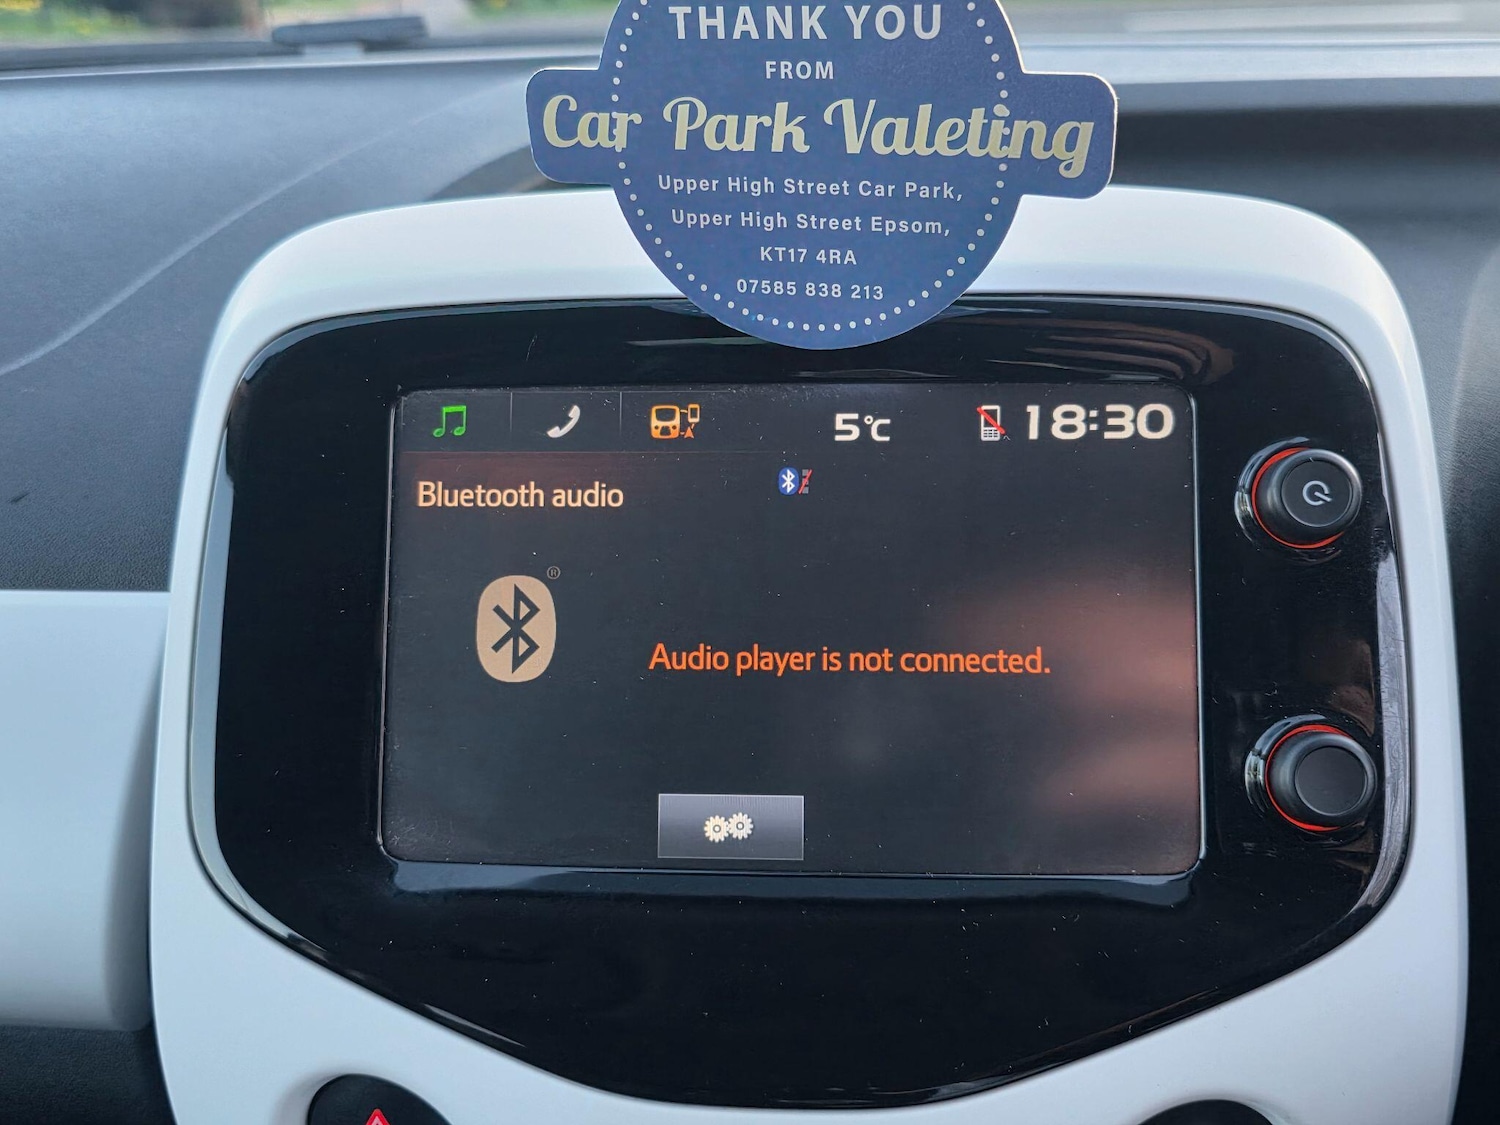 THANK YOU
FROM
Car Park Valeting
Upper High Street Car Park,
Upper High Street Epsom,
KT17 4RA
07585 838 213
5°C
18:30
Bluetooth audio
®
Audio player is not connected.